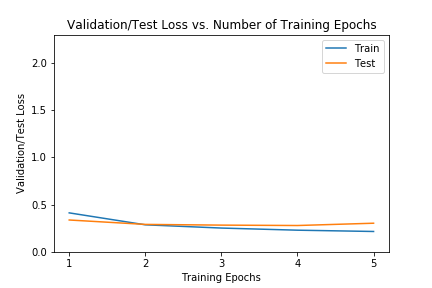 Validation/Test Loss vs. Number of Training Epochs
Train
Test
Validation/Test Loss
2.0
1.5
1.0
0.5
0.0
1 2 3 4 5
Training Epochs